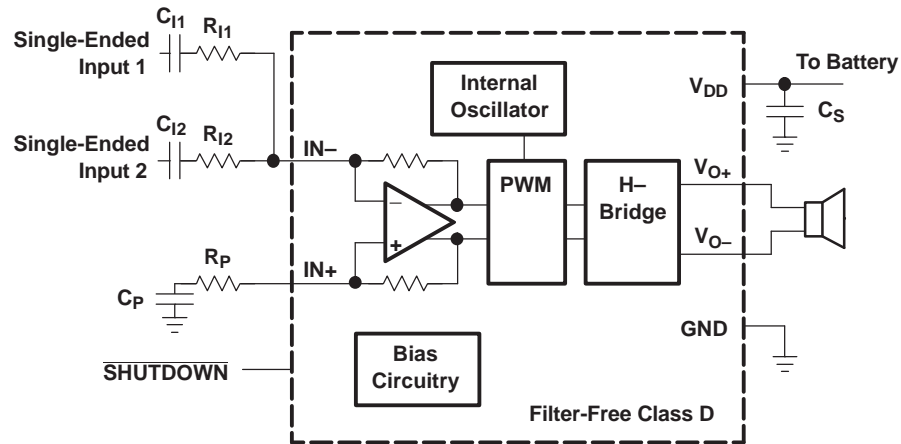 C_I1
R_I1
Single-Ended
Input 1
C_I2
R_I2
Single-Ended
Input 2
IN−
−
+
R_P
IN+
C_P
SHUTDOWN
Internal
Oscillator
PWM
H−
Bridge
Bias
Circuitry
Filter-Free Class D
V_DD
To Battery
C_S
V_O+
V_O−
GND